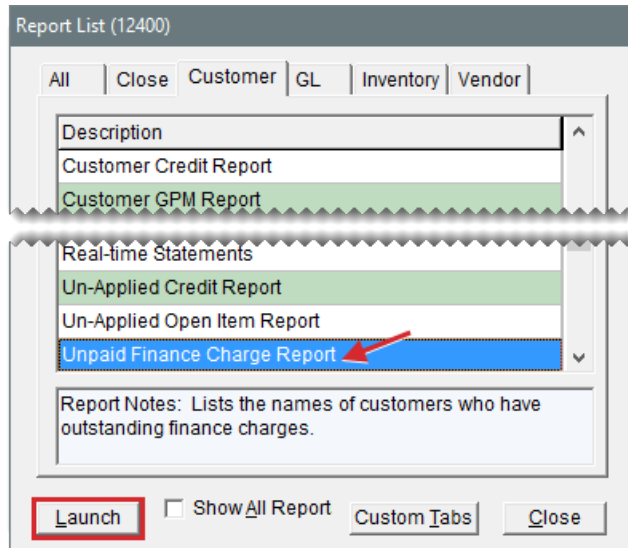 Report List (12400)
All Close Customer GL Inventory Vendor
Description
Customer Credit Report
Customer GPM Report
Real-time Statements
Un-Applied Credit Report
Un-Applied Open Item Report
Unpaid Finance Charge Report
Report Notes: Lists the names of customers who have
outstanding finance charges.
Launch Show All Report Custom Tabs Close